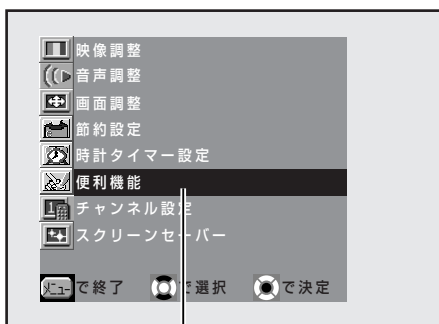 映像調整
音声調整
画面調整
節約設定
時計タイマー設定
便利機能
チャンネル設定
スクリーンセーバー
メニューで終了 で選択 で決定